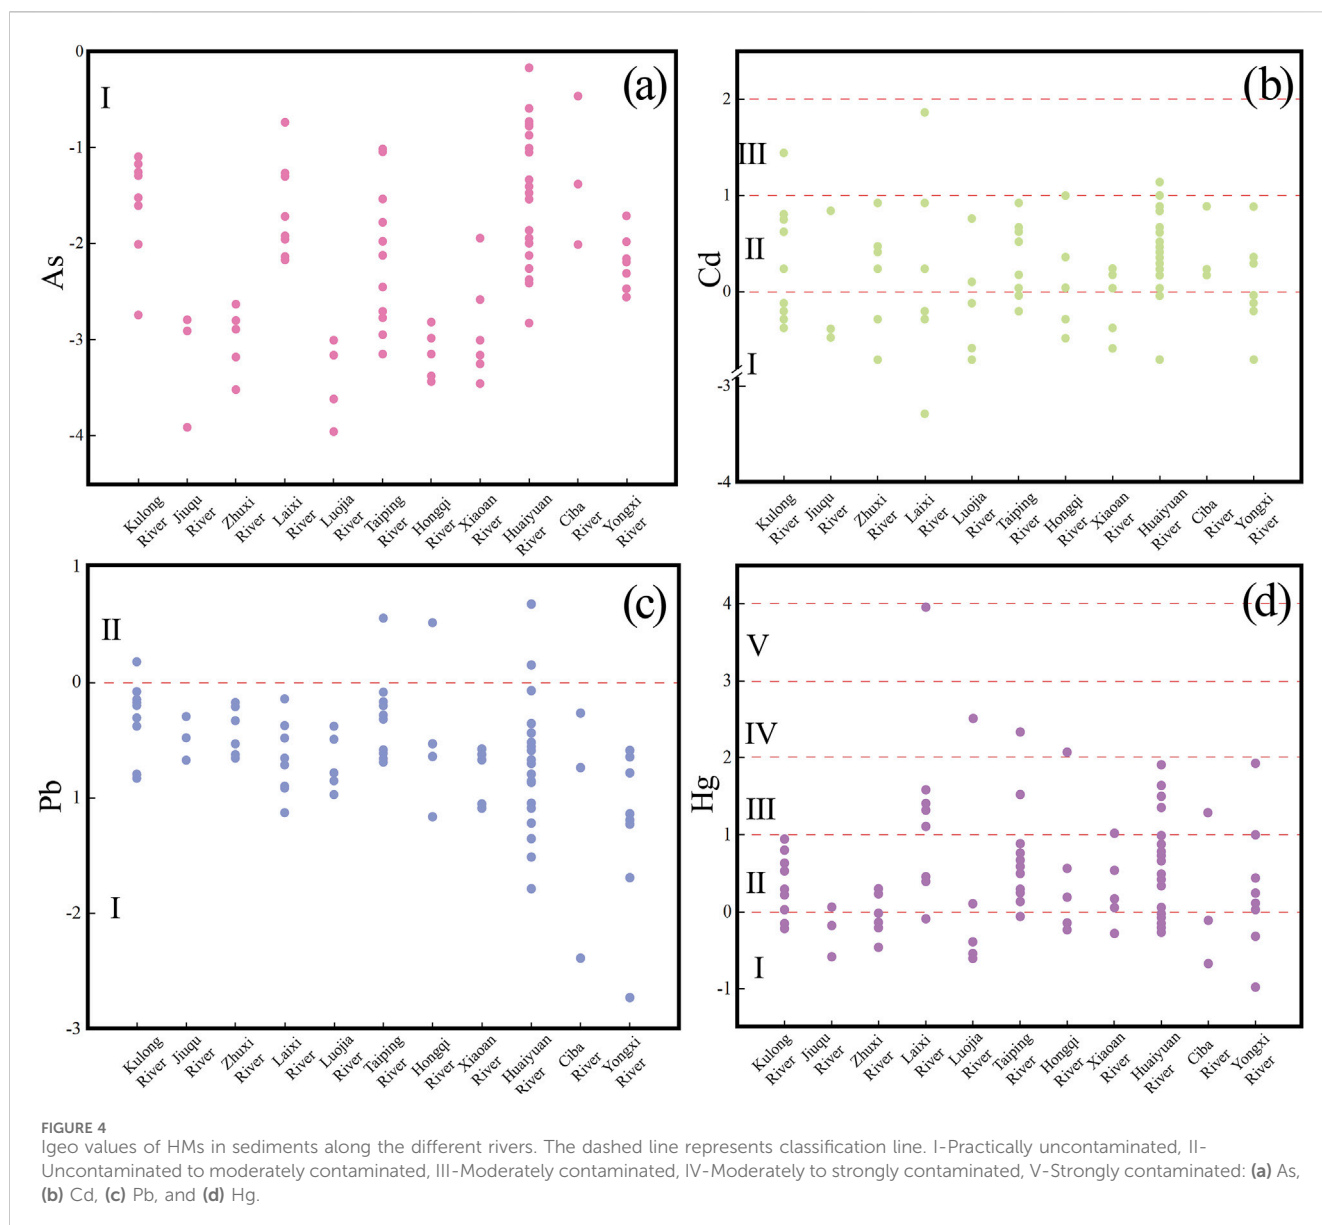 (a)
I
0
-1
-2
-3
-4
As
Kulong River
Jiuqu River
Zhuxi River
Laixi River
Luojia River
Taiping River
Hongqi River
Xiaoan River
Huaiyuan River
Ciba River
Yongxi River
(b)
2
III
1
II
0
I
-3
-4
Cd
Kulong River
Jiuqu River
Zhuxi River
Laixi River
Luojia River
Taiping River
Hongqi River
Xiaoan River
Huaiyuan River
Ciba River
Yongxi River
(c)
1
II
0
1
I
-2
-3
Pb
Kulong River
Jiuqu River
Zhuxi River
Laixi River
Luojia River
Taiping River
Hongqi River
Xiaoan River
Huaiyuan River
Ciba River
Yongxi River
(d)
4
V
3
IV
2
III
1
II
0
I
-1
Hg
Kulong River
Jiuqu River
Zhuxi River
Laixi River
Luojia River
Taiping River
Hongqi River
Xiaoan River
Huaiyuan River
Ciba River
Yongxi River
FIGURE 4
Igeo values of HMs in sediments along the different rivers. The dashed line represents classification line. I-Practically uncontaminated, II-
Uncontaminated to moderately contaminated, III-Moderately contaminated, IV-Moderately to strongly contaminated, V-Strongly contaminated: (a) As,
(b) Cd, (c) Pb, and (d) Hg.